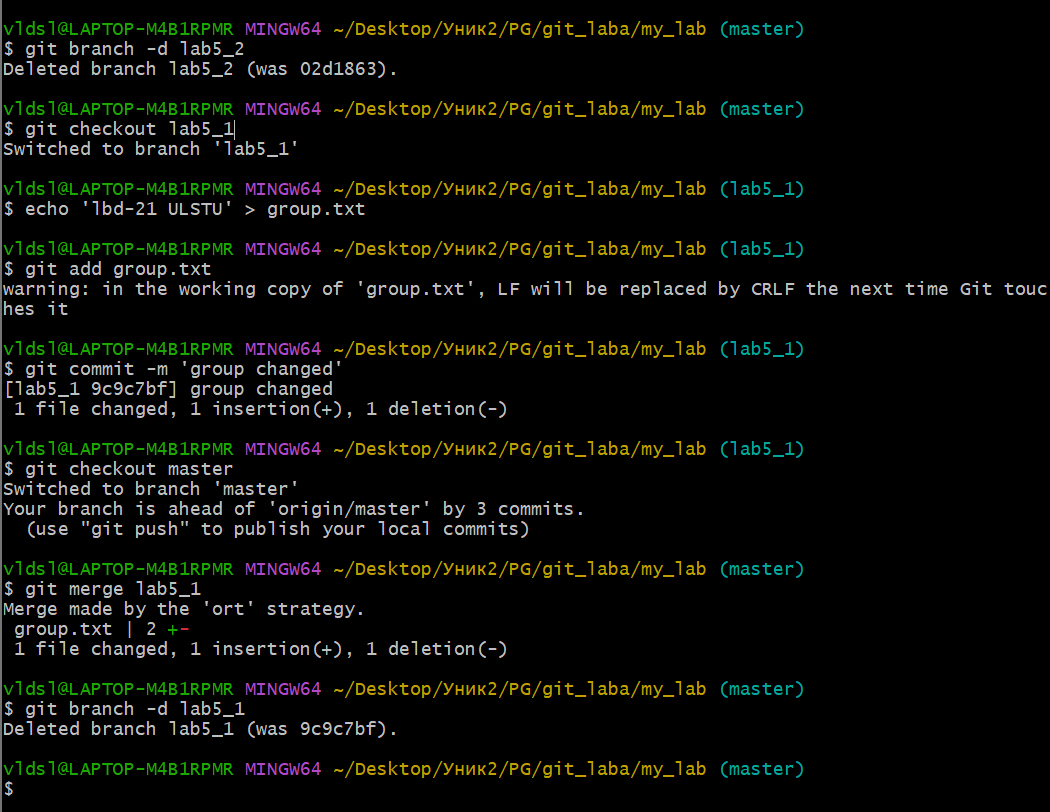 vldsl@LAPTOP-M4B1RPMR MINGW64 ~/Desktop/Уник2/PG/git_laba/my_lab (master)
$ git branch -d lab5_2
Deleted branch lab5_2 (was 02d1863).
vldsl@LAPTOP-M4B1RPMR MINGW64 ~/Desktop/Уник2/PG/git_laba/my_lab (master)
$ git checkout lab5_1
Switched to branch 'lab5_1'
vldsl@LAPTOP-M4B1RPMR MINGW64 ~/Desktop/Уник2/PG/git_laba/my_lab (lab5_1)
$ echo 'lbd-21 ULSTU' > group.txt
vldsl@LAPTOP-M4B1RPMR MINGW64 ~/Desktop/Уник2/PG/git_laba/my_lab (lab5_1)
$ git add group.txt
warning: in the working copy of 'group.txt', LF will be replaced by CRLF the next time Git touc
hes it
vldsl@LAPTOP-M4B1RPMR MINGW64 ~/Desktop/Уник2/PG/git_laba/my_lab (lab5_1)
$ git commit -m 'group changed'
[lab5_1 9c9c7bf] group changed
 1 file changed, 1 insertion(+), 1 deletion(-)
vldsl@LAPTOP-M4B1RPMR MINGW64 ~/Desktop/Уник2/PG/git_laba/my_lab (lab5_1)
$ git checkout master
Switched to branch 'master'
Your branch is ahead of 'origin/master' by 3 commits.
  (use "git push" to publish your local commits)
vldsl@LAPTOP-M4B1RPMR MINGW64 ~/Desktop/Уник2/PG/git_laba/my_lab (master)
$ git merge lab5_1
Merge made by the 'ort' strategy.
 group.txt | 2 +-
 1 file changed, 1 insertion(+), 1 deletion(-)
vldsl@LAPTOP-M4B1RPMR MINGW64 ~/Desktop/Уник2/PG/git_laba/my_lab (master)
$ git branch -d lab5_1
Deleted branch lab5_1 (was 9c9c7bf).
vldsl@LAPTOP-M4B1RPMR MINGW64 ~/Desktop/Уник2/PG/git_laba/my_lab (master)
$